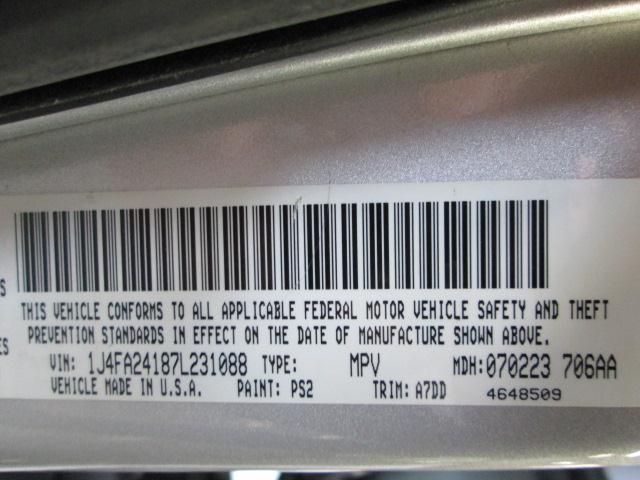 S
THIS VEHICLE CONFORMS TO ALL APPLICABLE FEDERAL MOTOR VEHICLE SAFETY AND THEFT
PREVENTION STANDARDS IN EFFECT ON THE DATE OF MANUFACTURE SHOWN ABOVE.
ES
VIN: 1J4FA24187L231088 TYPE: MPV MDH:070223 706AA
VEHICLE MADE IN U.S.A. PAINT: PS2 TRIM: A7DD 4648509